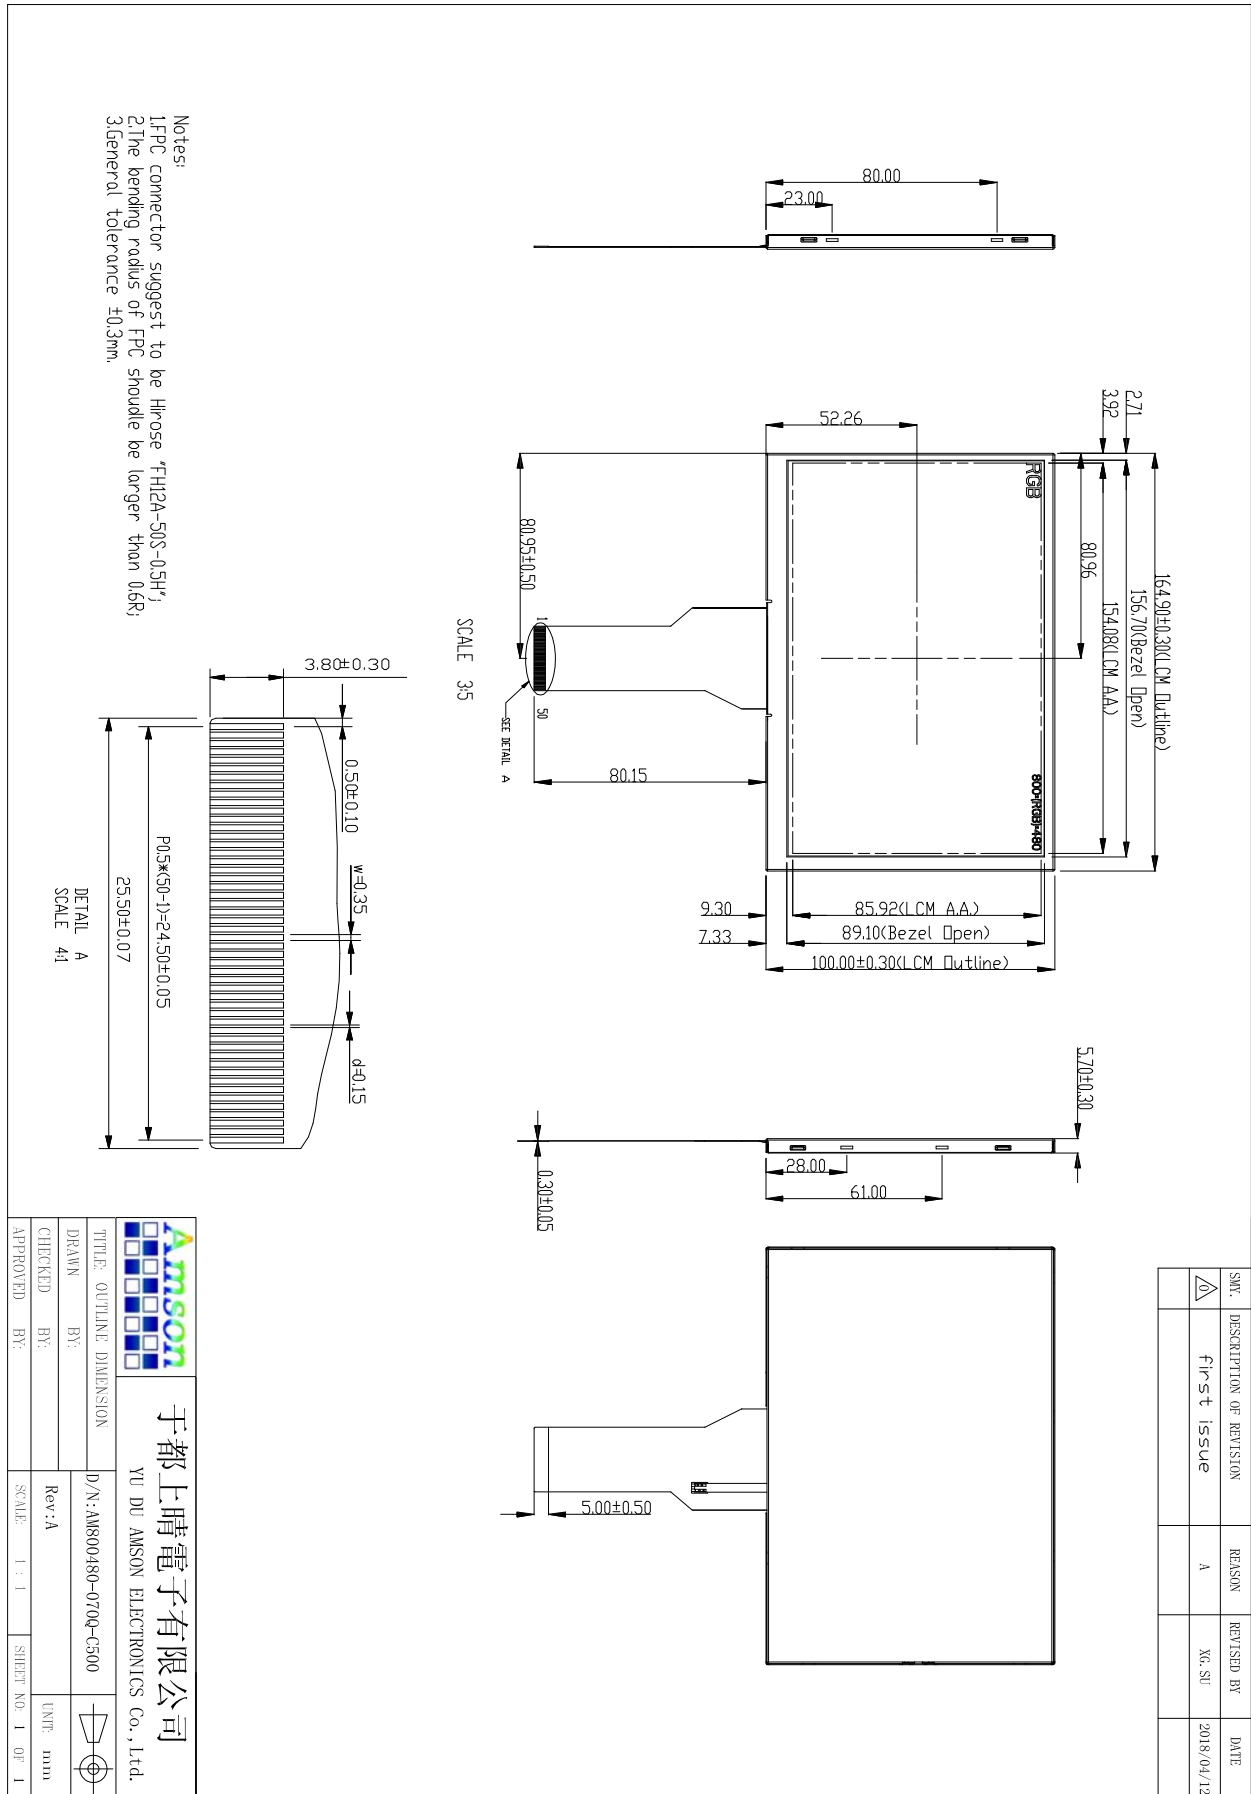 SMY. DESCRIPTION OF REVISION REASON REVISED BY DATE
0 first issue A XG. SU 2018/04/12
164.90±0.30(LCM Outline)
156.70(Bezel Open)
154.08(LCM A.A.)
80.96
2.71
3.92
RGB
800*(RGB)*480
52.26
80.00
23.00
80.95±0.50
1
50
SEE DETAIL A
80.15
SCALE 3:5
9.30
7.33
85.92(LCM A.A.)
89.10(Bezel Open)
100.00±0.30(LCM Outline)
5.70±0.30
28.00
61.00
0.30±0.05
5.00±0.50
3.80±0.30
0.50±0.10
w=0.35
d=0.15
P0.5*(50-1)=24.50±0.05
25.50±0.07
DETAIL A
SCALE 4:1
Notes:
1.FPC connector suggest to be Hirose "FH12A-50S-0.5H";
2.The bending radius of FPC shoudle be larger than 0.6R;
3.General tolerance ±0.3mm.
Amson
于都上晴電子有限公司
YU DU AMSON ELECTRONICS Co.,Ltd.
TITLE: OUTLINE DIMENSION
D/N:AM800480-070Q-C500
DRAWN BY:
CHECKED BY:
Rev:A
UNIT: mm
APPROVED BY:
SCALE: 1 : 1
SHEET NO: 1 OF 1